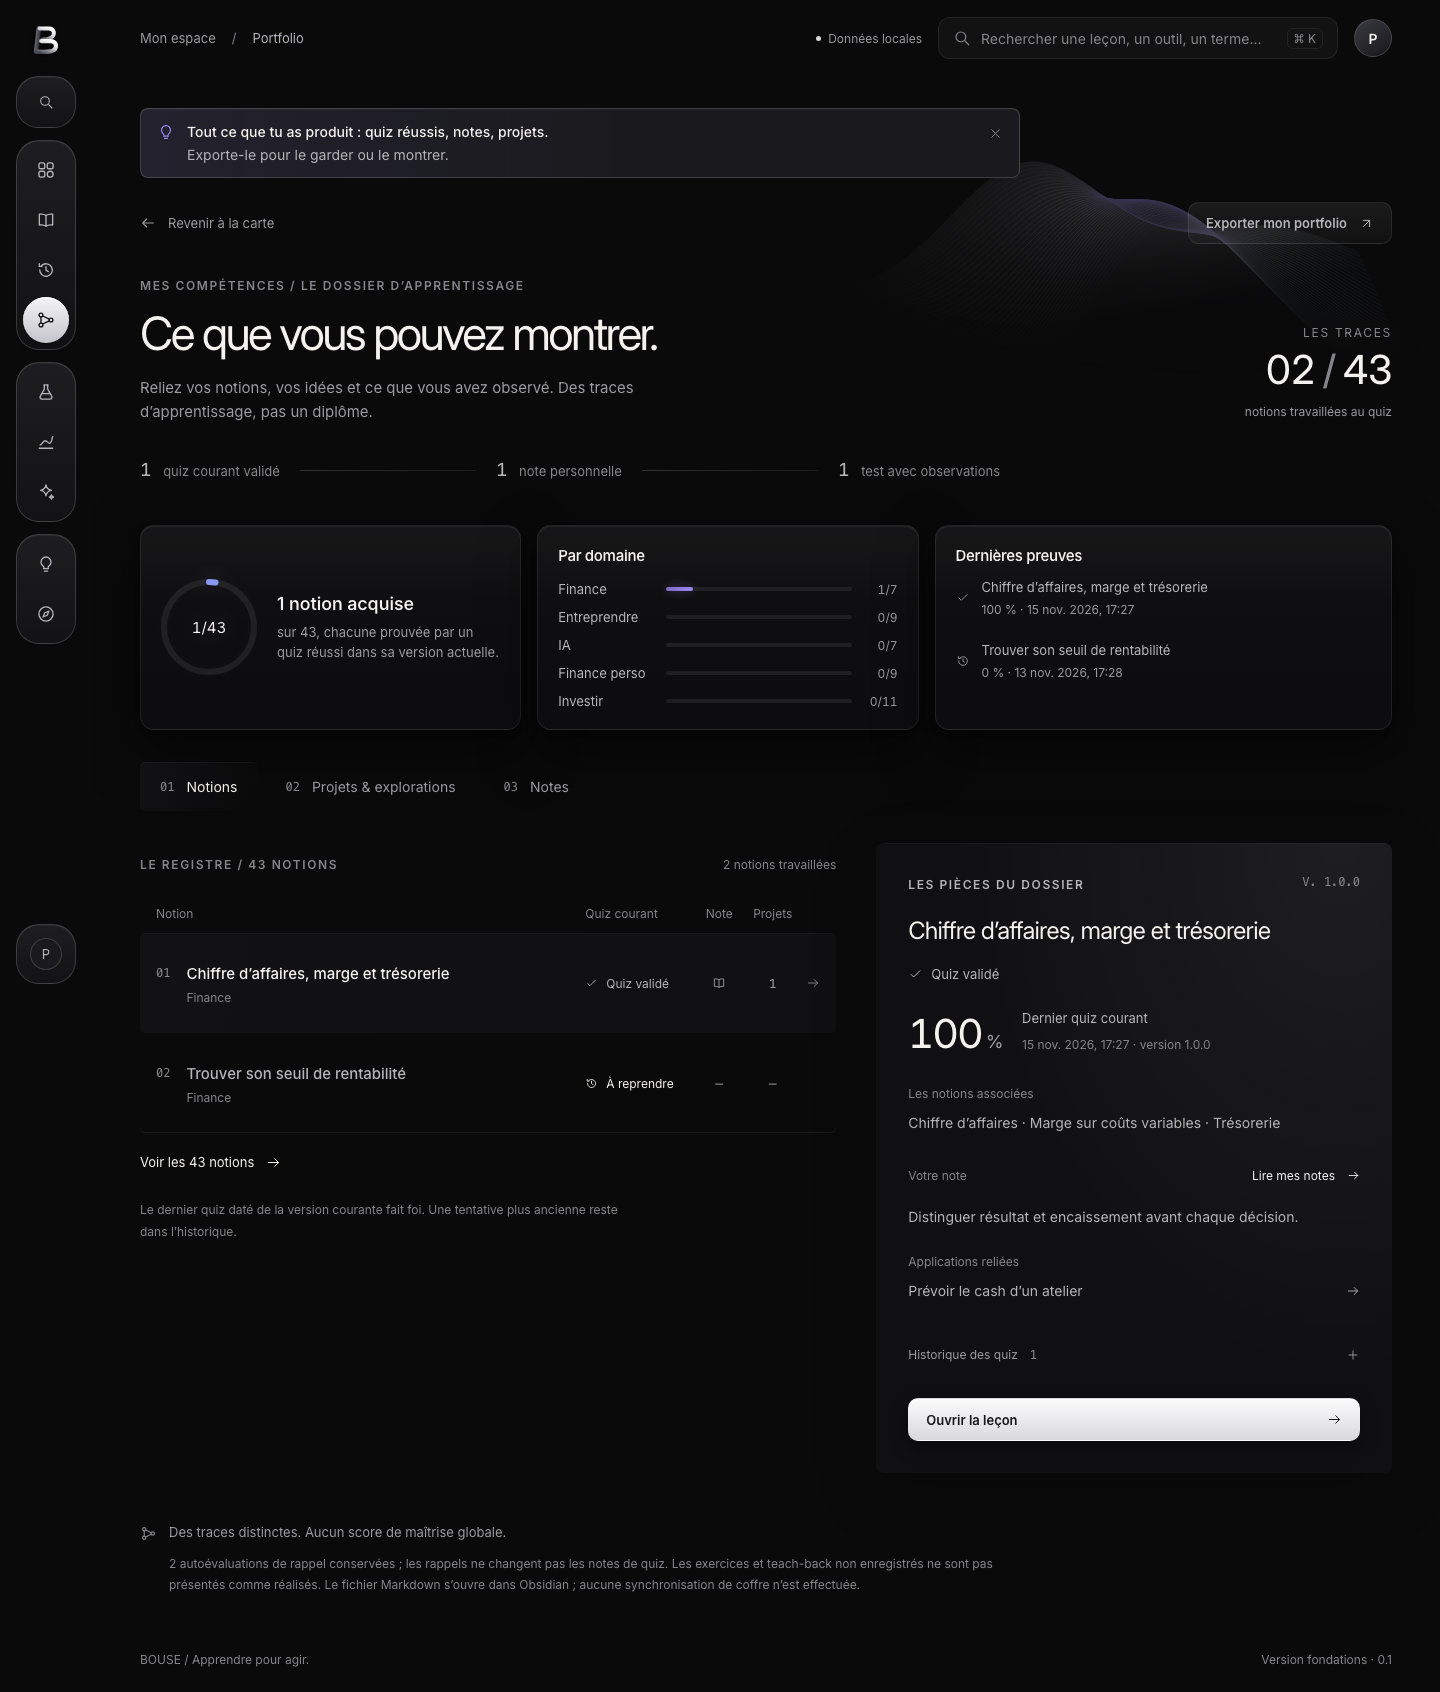 B
Mon espace / Portfolio
Données locales
Rechercher une leçon, un outil, un terme...
⌘ K
P
Tout ce que tu as produit : quiz réussis, notes, projets.
Exporte-le pour le garder ou le montrer.
Revenir à la carte
Exporter mon portfolio
MES COMPÉTENCES / LE DOSSIER D’APPRENTISSAGE
Ce que vous pouvez montrer.
Reliez vos notions, vos idées et ce que vous avez observé. Des traces
d’apprentissage, pas un diplôme.
LES TRACES
02 / 43
notions travaillées au quiz
1 quiz courant validé
1 note personnelle
1 test avec observations
1/43
1 notion acquise
sur 43, chacune prouvée par un
quiz réussi dans sa version actuelle.
Par domaine
Finance 1/7
Entreprendre 0/9
IA 0/7
Finance perso 0/9
Investir 0/11
Dernières preuves
Chiffre d’affaires, marge et trésorerie
100 % · 15 nov. 2026, 17:27
Trouver son seuil de rentabilité
0 % · 13 nov. 2026, 17:28
01 Notions
02 Projets & explorations
03 Notes
LE REGISTRE / 43 NOTIONS
2 notions travaillées
Notion Quiz courant Note Projets
01 Chiffre d’affaires, marge et trésorerie
Finance
Quiz validé
1
02 Trouver son seuil de rentabilité
Finance
À reprendre
– –
Voir les 43 notions
Le dernier quiz daté de la version courante fait foi. Une tentative plus ancienne reste
dans l’historique.
P
LES PIÈCES DU DOSSIER
V. 1.0.0
Chiffre d’affaires, marge et trésorerie
Quiz validé
100 %
Dernier quiz courant
15 nov. 2026, 17:27 · version 1.0.0
Les notions associées
Chiffre d’affaires · Marge sur coûts variables · Trésorerie
Votre note
Lire mes notes
Distinguer résultat et encaissement avant chaque décision.
Applications reliées
Prévoir le cash d’un atelier
Historique des quiz 1
Ouvrir la leçon
Des traces distinctes. Aucun score de maîtrise globale.
2 autoévaluations de rappel conservées ; les rappels ne changent pas les notes de quiz. Les exercices et teach-back non enregistrés ne sont pas
présentés comme réalisés. Le fichier Markdown s’ouvre dans Obsidian ; aucune synchronisation de coffre n’est effectuée.
BOUSE / Apprendre pour agir.
Version fondations · 0.1